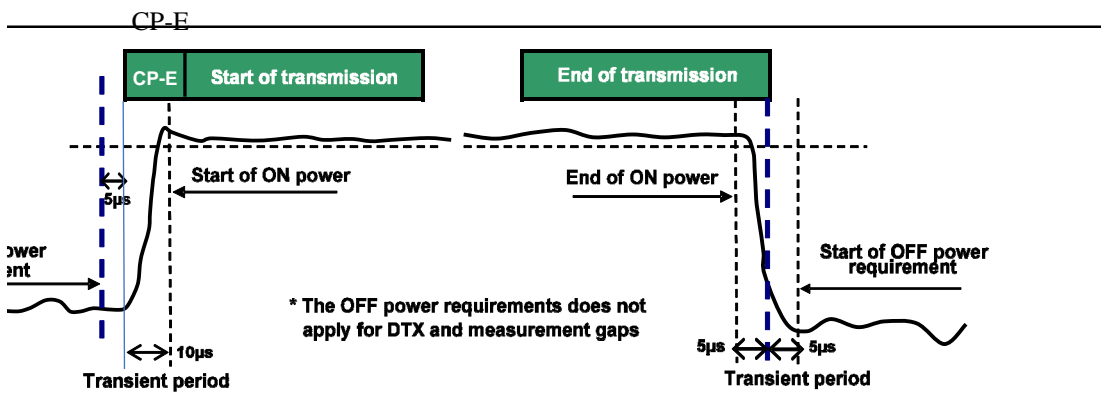 CP-E
CP-E
Start of transmission
End of transmission
Start of ON power
End of ON power
5µs
Start of OFF power
requirement
* The OFF power requirements does not
apply for DTX and measurement gaps
10µs
5µs
5µs
Transient period
Transient period